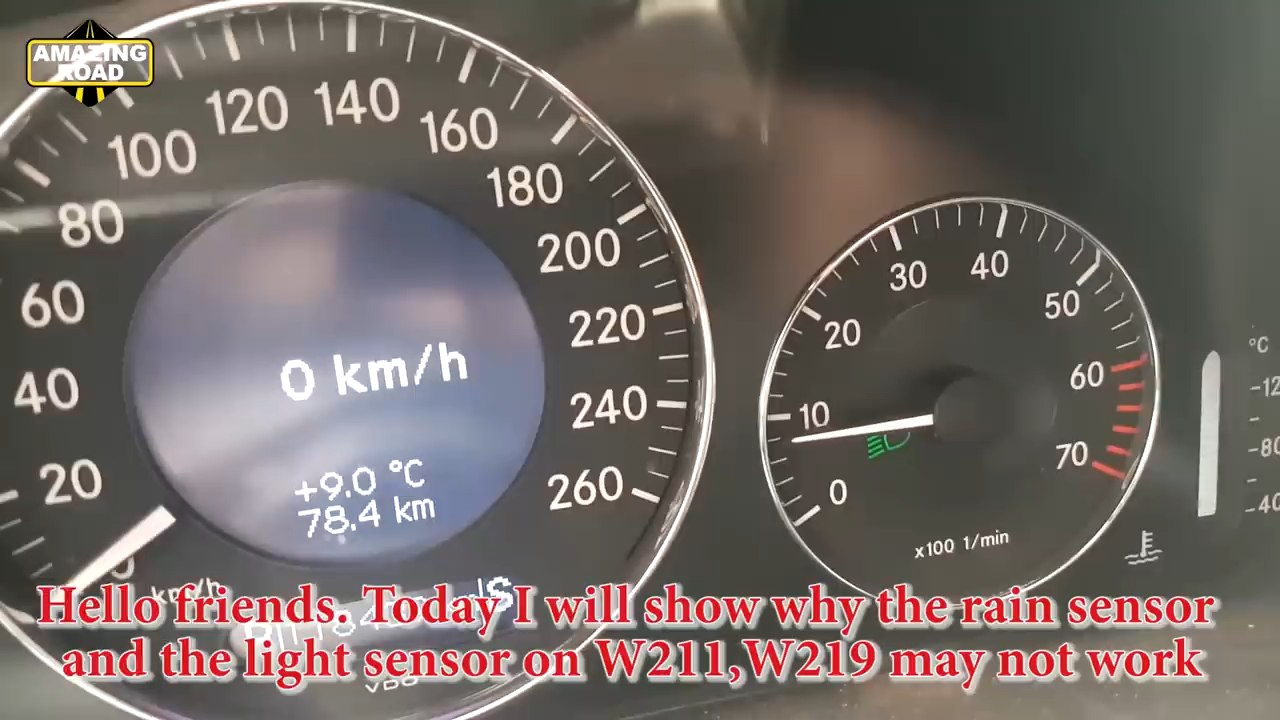 AMAZING
ROAD
120 140
100 160
80 180
60 200
40 220
20 240
260
0 km/h
+9.0 °C
78.4 km
km/h
30 40
20 50
10 60
0 70
x100 1/min
°C
Hello friends. Today I will show why the rain sensor
and the light sensor on W211,W219 may not work
VDO